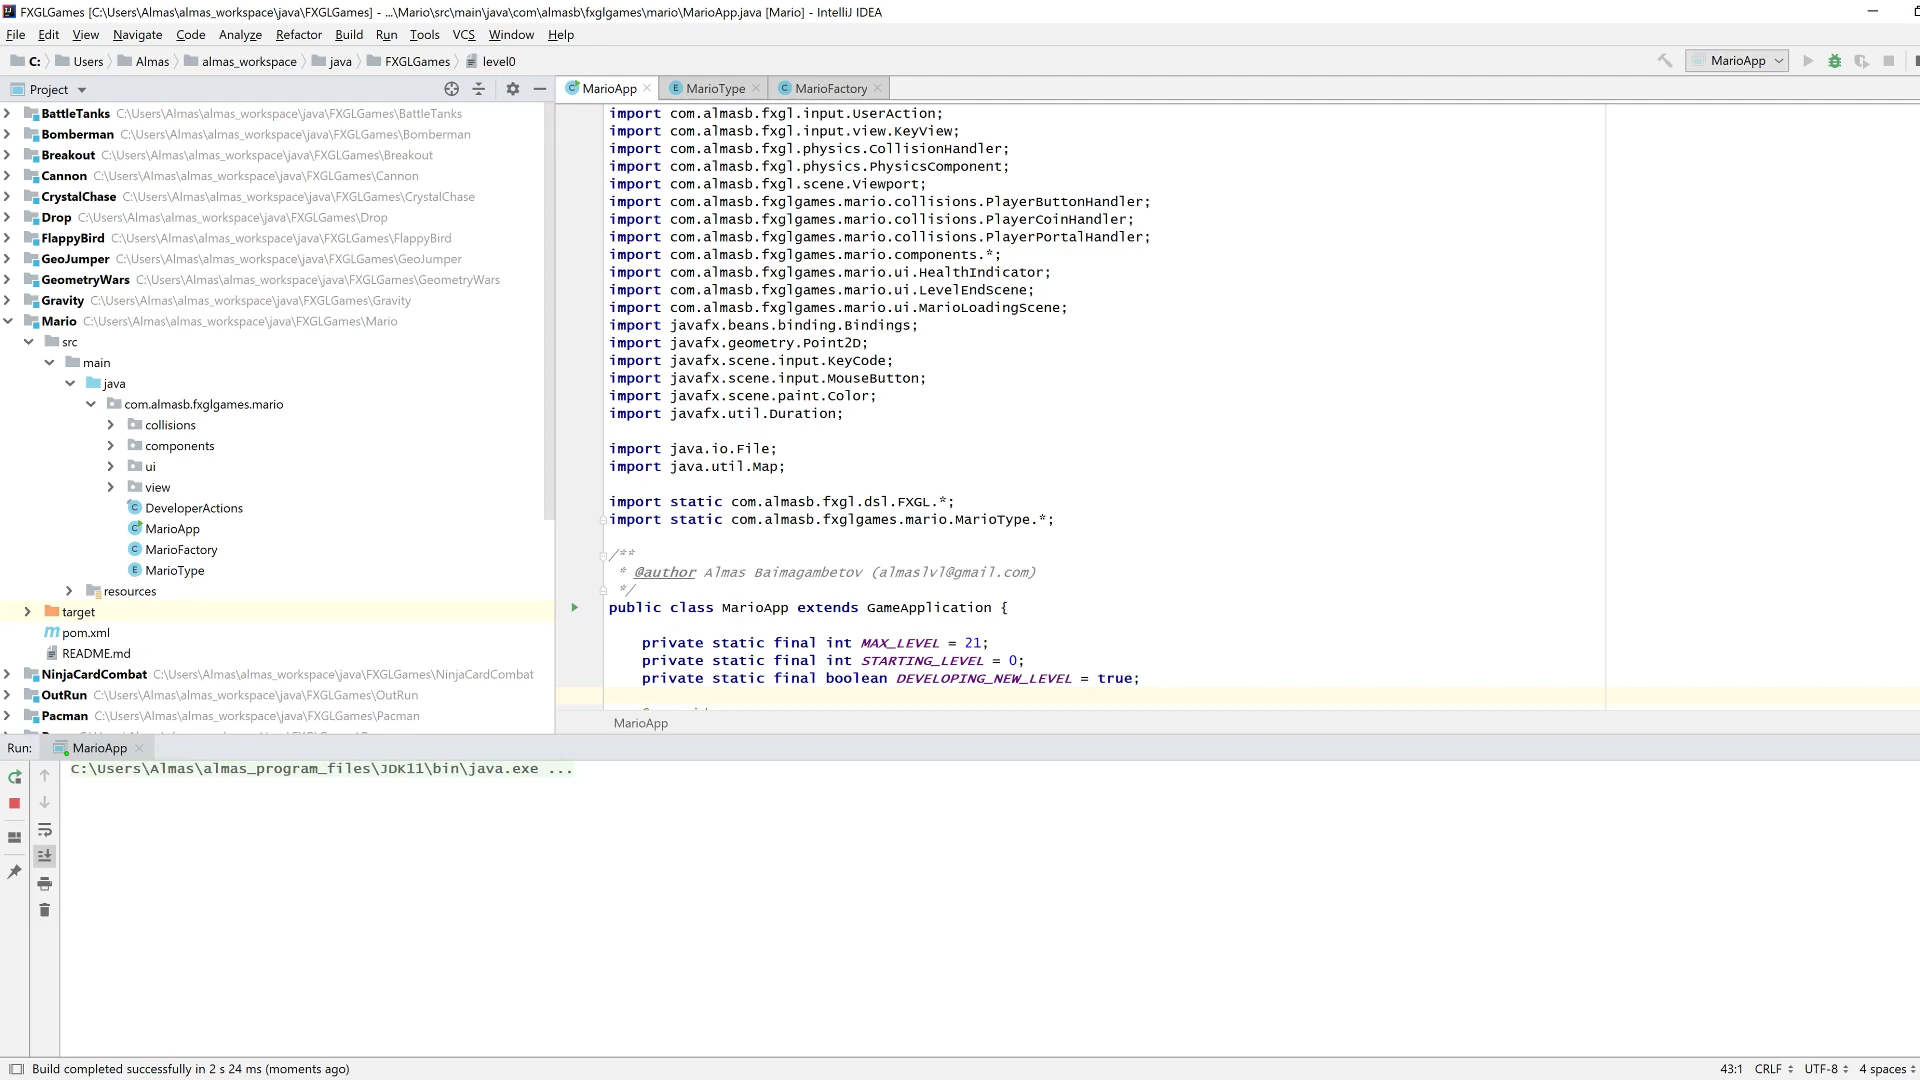 FXGLGames [C:\Users\Almas\almas_workspace\java\FXGLGames] - ...\Mario\src\main\java\com\almasb\fxglgames\mario\MarioApp.java [Mario] - IntelliJ IDEA
File Edit View Navigate Code Analyze Refactor Build Run Tools VCS Window Help
C: Users Almas almas_workspace java FXGLGames level0
MarioApp
Project
BattleTanks C:\Users\Almas\almas_workspace\java\FXGLGames\BattleTanks
Bomberman C:\Users\Almas\almas_workspace\java\FXGLGames\Bomberman
Breakout C:\Users\Almas\almas_workspace\java\FXGLGames\Breakout
Cannon C:\Users\Almas\almas_workspace\java\FXGLGames\Cannon
CrystalChase C:\Users\Almas\almas_workspace\java\FXGLGames\CrystalChase
Drop C:\Users\Almas\almas_workspace\java\FXGLGames\Drop
FlappyBird C:\Users\Almas\almas_workspace\java\FXGLGames\FlappyBird
GeoJumper C:\Users\Almas\almas_workspace\java\FXGLGames\GeoJumper
GeometryWars C:\Users\Almas\almas_workspace\java\FXGLGames\GeometryWars
Gravity C:\Users\Almas\almas_workspace\java\FXGLGames\Gravity
Mario C:\Users\Almas\almas_workspace\java\FXGLGames\Mario
src
main
java
com.almasb.fxglgames.mario
collisions
components
ui
view
DeveloperActions
MarioApp
MarioFactory
MarioType
resources
target
pom.xml
README.md
NinjaCardCombat C:\Users\Almas\almas_workspace\java\FXGLGames\NinjaCardCombat
OutRun C:\Users\Almas\almas_workspace\java\FXGLGames\OutRun
Pacman C:\Users\Almas\almas_workspace\java\FXGLGames\Pacman
MarioApp MarioType MarioFactory
import com.almasb.fxgl.input.UserAction;
import com.almasb.fxgl.input.view.KeyView;
import com.almasb.fxgl.physics.CollisionHandler;
import com.almasb.fxgl.physics.PhysicsComponent;
import com.almasb.fxgl.scene.Viewport;
import com.almasb.fxglgames.mario.collisions.PlayerButtonHandler;
import com.almasb.fxglgames.mario.collisions.PlayerCoinHandler;
import com.almasb.fxglgames.mario.collisions.PlayerPortalHandler;
import com.almasb.fxglgames.mario.components.*;
import com.almasb.fxglgames.mario.ui.HealthIndicator;
import com.almasb.fxglgames.mario.ui.LevelEndScene;
import com.almasb.fxglgames.mario.ui.MarioLoadingScene;
import javafx.beans.binding.Bindings;
import javafx.geometry.Point2D;
import javafx.scene.input.KeyCode;
import javafx.scene.input.MouseButton;
import javafx.scene.paint.Color;
import javafx.util.Duration;
import java.io.File;
import java.util.Map;
import static com.almasb.fxgl.dsl.FXGL.*;
import static com.almasb.fxglgames.mario.MarioType.*;
/**
* @author Almas Baimagambetov (almaslvl@gmail.com)
*/
public class MarioApp extends GameApplication {
private static final int MAX_LEVEL = 21;
private static final int STARTING_LEVEL = 0;
private static final boolean DEVELOPING_NEW_LEVEL = true;
MarioApp
Run: MarioApp
C:\Users\Almas\almas_program_files\JDK11\bin\java.exe ...
Build completed successfully in 2 s 24 ms (moments ago)
43:1 CRLF UTF-8 4 spaces